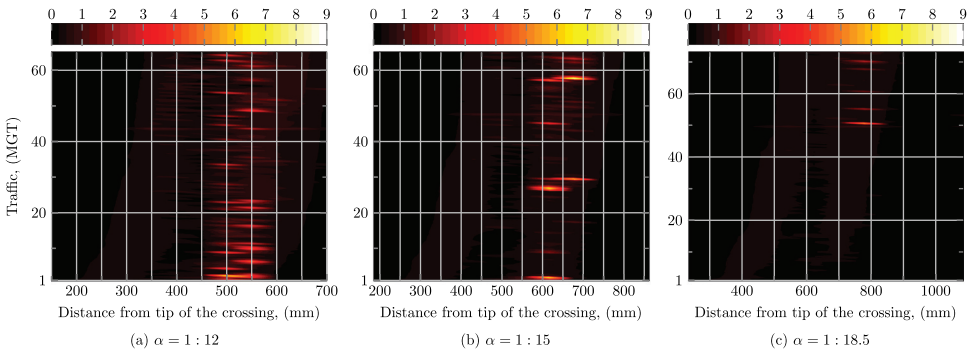 0 1 2 3 4 5 6 7 8 9
0 1 2 3 4 5 6 7 8 9
0 1 2 3 4 5 6 7 8 9
Traffic, (MGT)
60
40
20
1
200 300 400 500 600 700
Distance from tip of the crossing, (mm)
(a) α = 1 : 12
60
40
20
1
200 300 400 500 600 700 800
Distance from tip of the crossing, (mm)
(b) α = 1 : 15
60
40
20
1
400 600 800 1000
Distance from tip of the crossing, (mm)
(c) α = 1 : 18.5